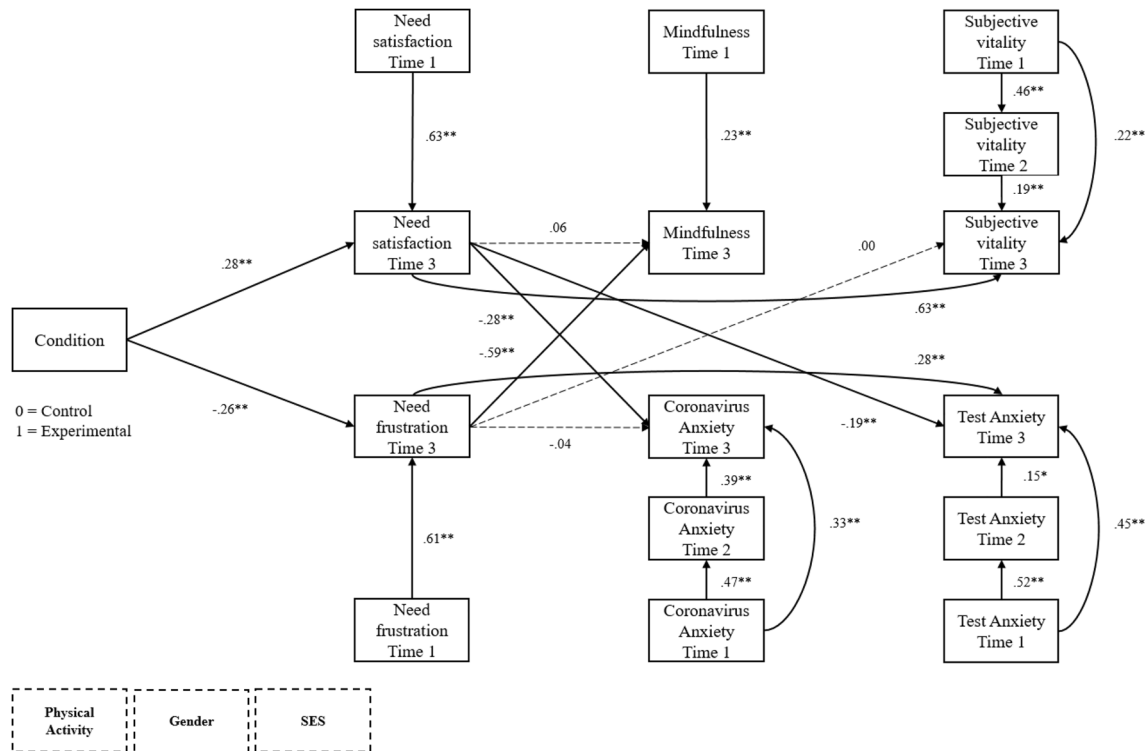 Need
satisfaction
Time 1
Mindfulness
Time 1
Subjective
vitality
Time 1
.46**
.63**
.23**
Subjective
vitality
Time 2
.22**
.19**
Need
satisfaction
Time 3
.06
Mindfulness
Time 3
.00
Subjective
vitality
Time 3
.28**
-.28**
.63**
Condition
-.59**
.28**
0 = Control
1 = Experimental
-.26**
Need
frustration
Time 3
-.04
Coronavirus
Anxiety
Time 3
-.19**
Test Anxiety
Time 3
.39**
.15*
.61**
Coronavirus
Anxiety
Time 2
.33**
Test Anxiety
Time 2
.45**
.47**
.52**
Need
frustration
Time 1
Coronavirus
Anxiety
Time 1
Test Anxiety
Time 1
Physical
Activity
Gender
SES